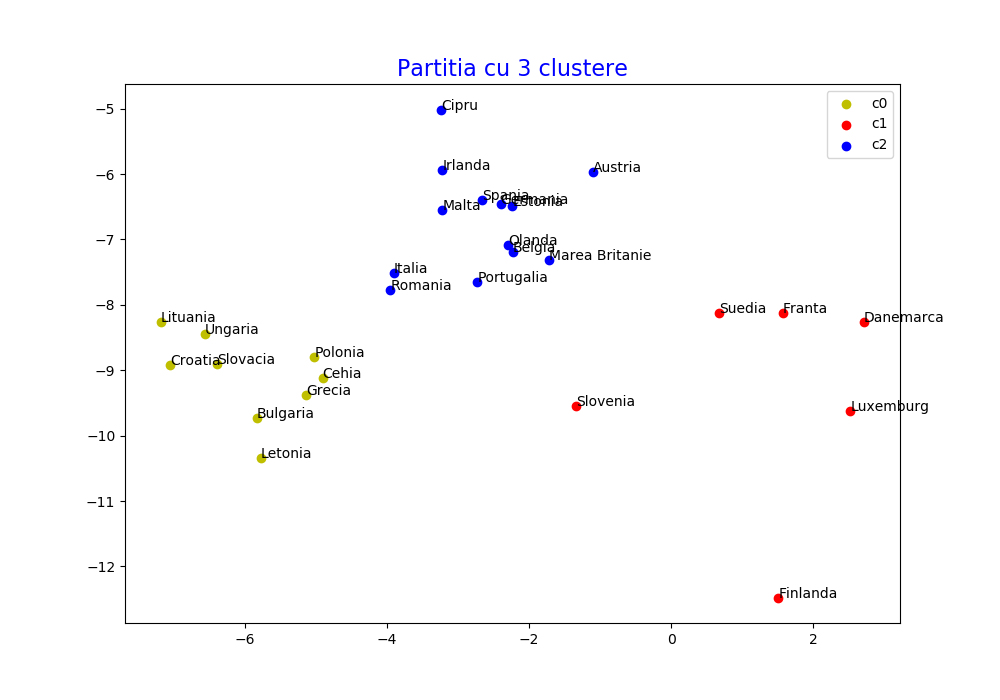 Partitia cu 3 clustere
c0
c1
c2
Cipru
Irlanda
Austria
Spania
Germania
Estonia
Malta
Olanda
Belgia
Marea Britanie
Italia
Portugalia
Romania
Lituania
Ungaria
Suedia
Franta
Danemarca
Croatia
Slovacia
Polonia
Cehia
Grecia
Slovenia
Luxemburg
Bulgaria
Letonia
Finlanda
−5
−6
−7
−8
−9
−10
−11
−12
−6
−4
−2
0
2